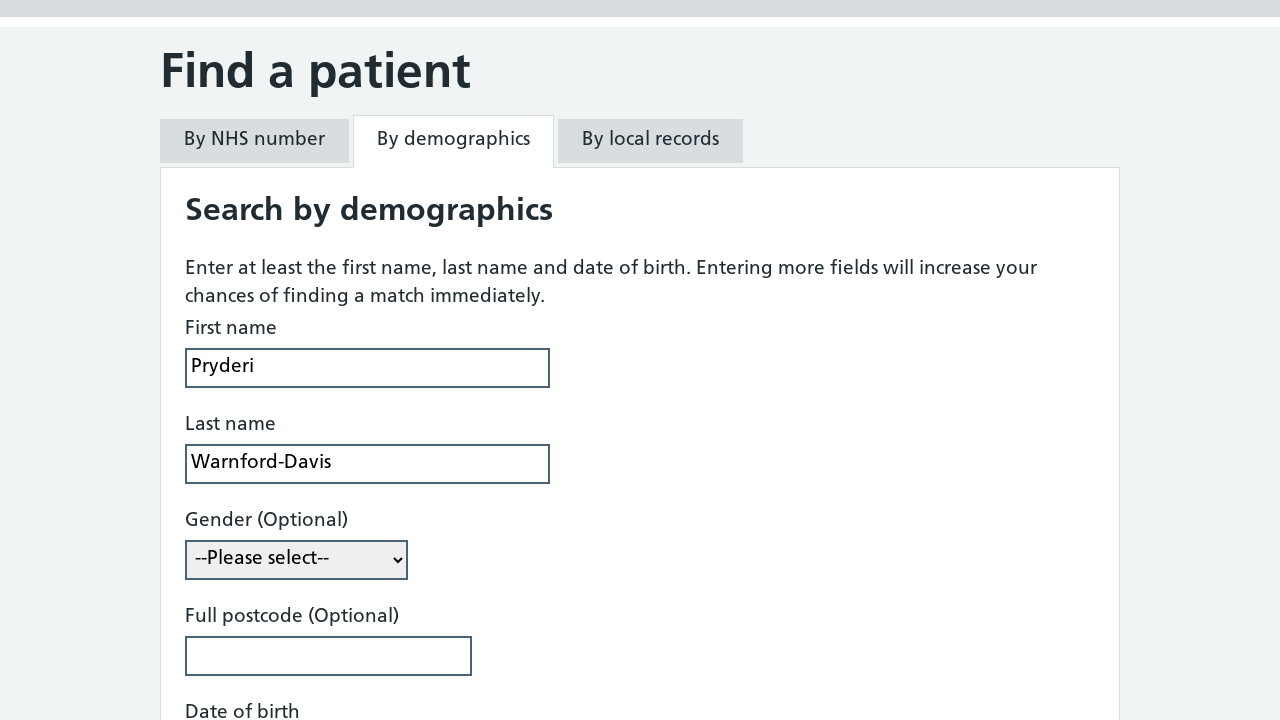 Find a patient
By NHS number
By demographics
By local records
Search by demographics
Enter at least the first name, last name and date of birth. Entering more fields will increase your
chances of finding a match immediately.
First name
Pryderi
Last name
Warnford-Davis
Gender (Optional)
--Please select--
Full postcode (Optional)
Date of birth